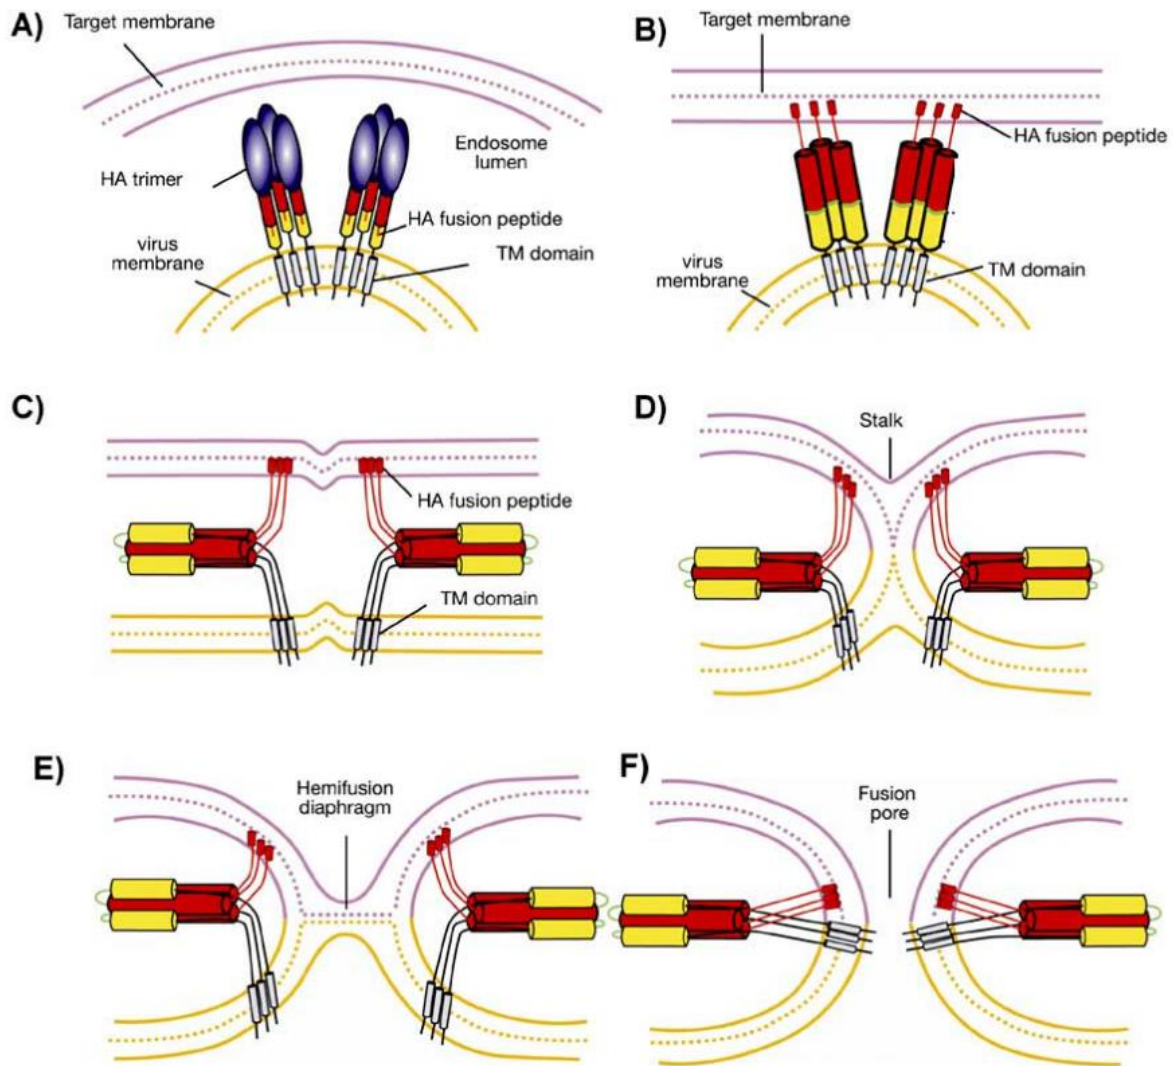 A)
Target membrane
Endosome
lumen
HA trimer
HA fusion peptide
virus
membrane
TM domain
B)
Target membrane
HA fusion peptide
virus
membrane
TM domain
C)
HA fusion peptide
TM domain
D)
Stalk
E)
Hemifusion
diaphragm
F)
Fusion
pore